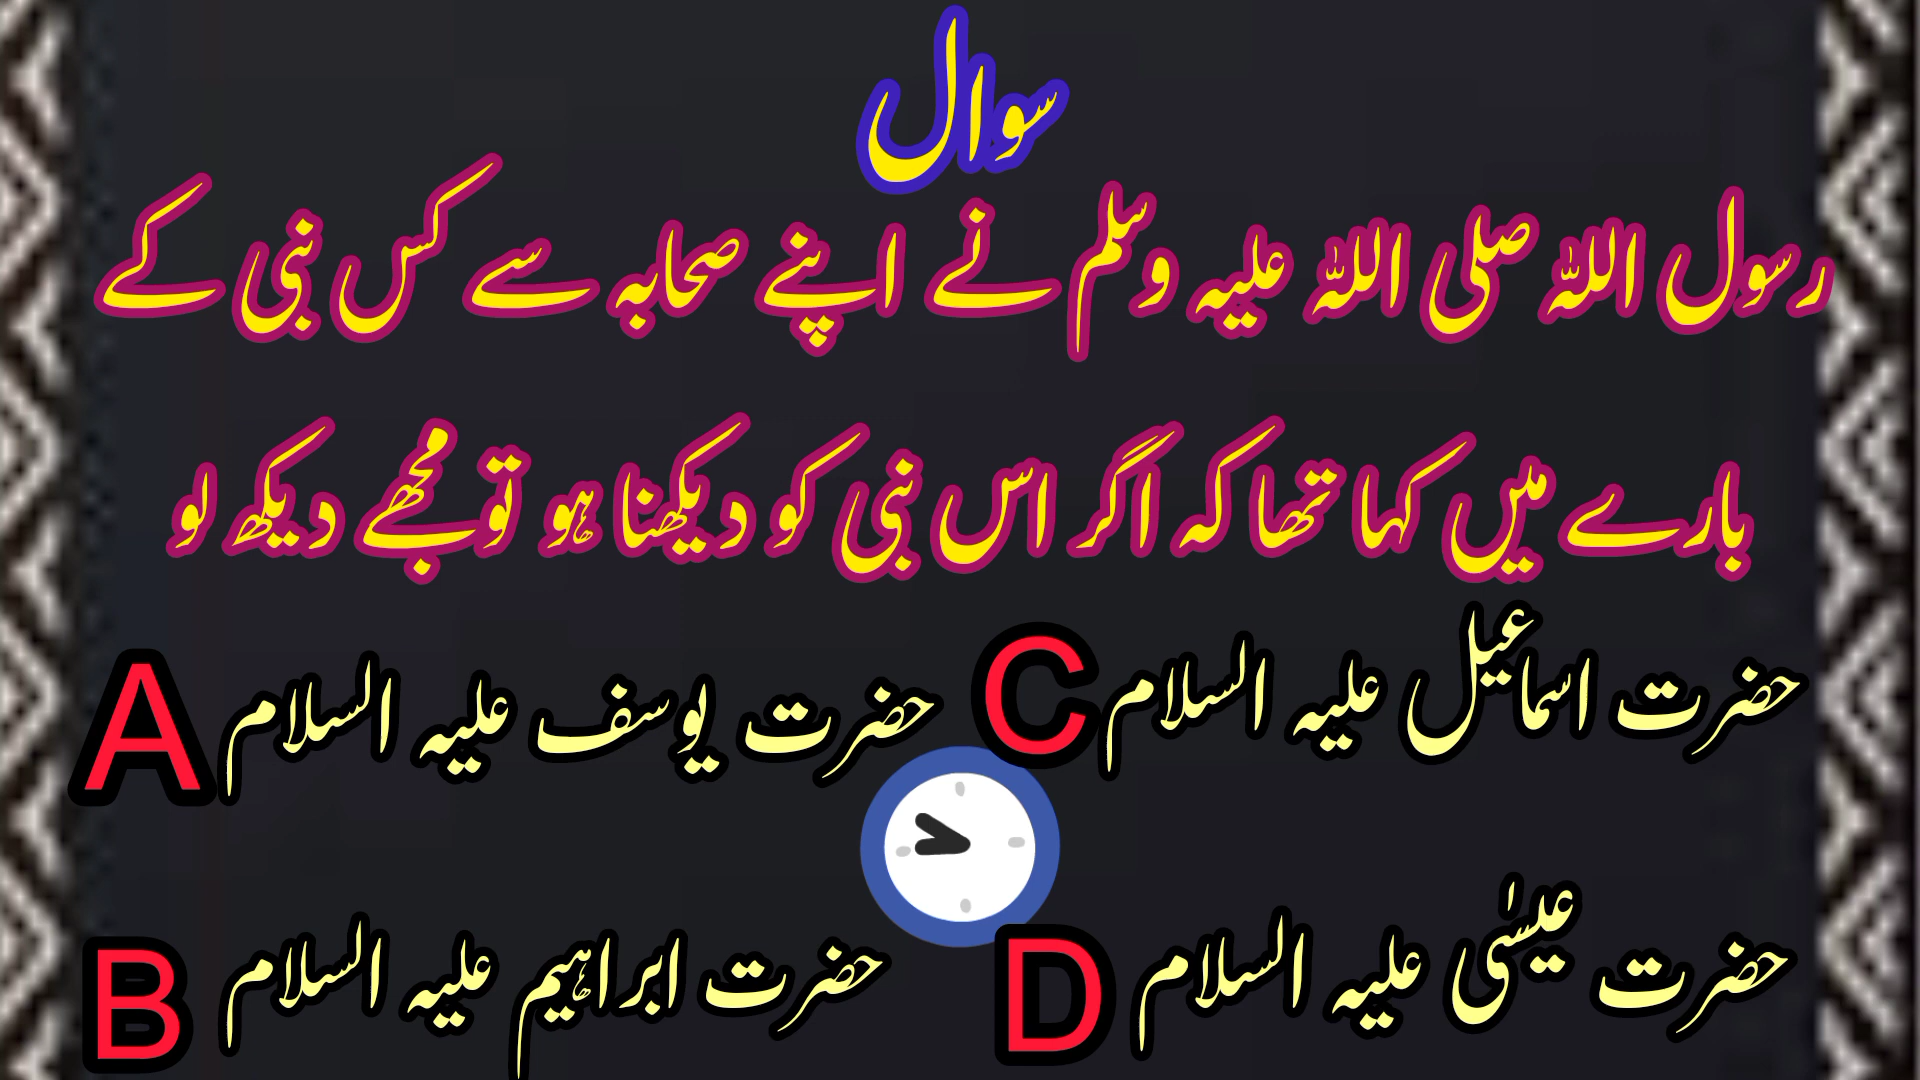 سوال
رسول اللہ صلی اللہ علیہ وسلم نے اپنے صحابہ سے کس نبی کے
بارے میں کہا تھا کہ اگر اس نبی کو دیکھنا ہو تو مجھے دیکھ لو
حضرت اسماعیل علیہ السلام C
حضرت یوسف علیہ السلام A
حضرت عیسٰی علیہ السلام D
حضرت ابراہیم علیہ السلام B